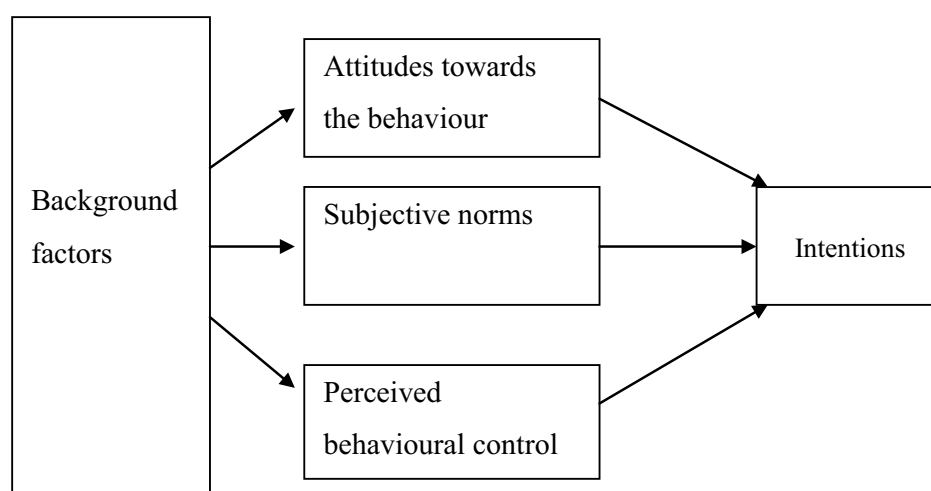 Background
factors
Attitudes towards
the behaviour
Subjective norms
Perceived
behavioural control
Intentions